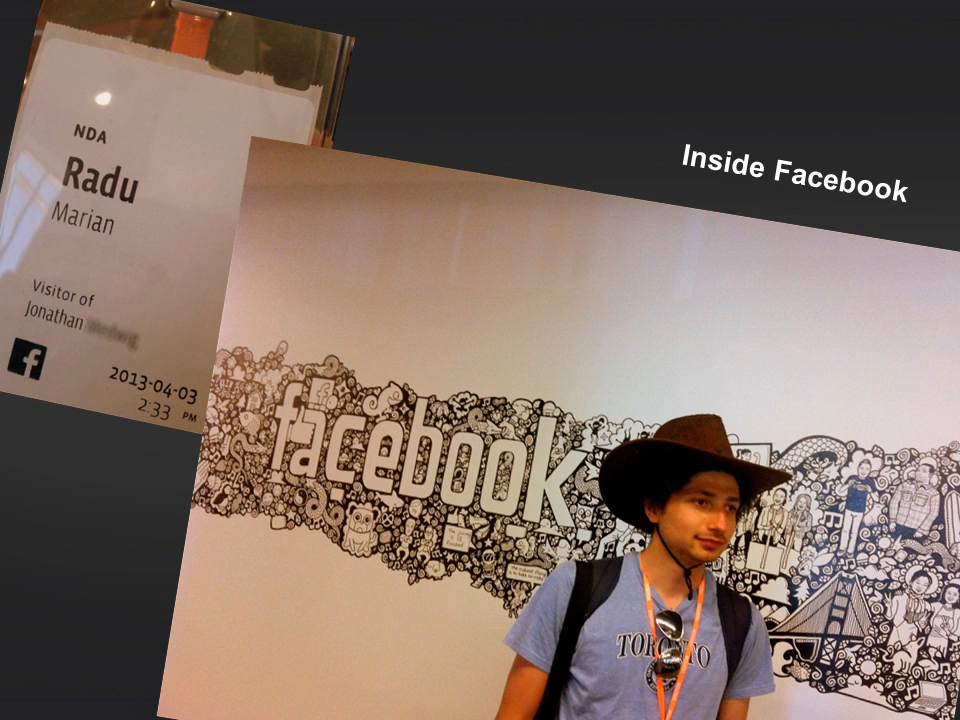 NDA
Radu
Marian
Visitor of
Jonathan
f
2013-04-03
2:33 PM
Inside Facebook
facebook
TORONTO